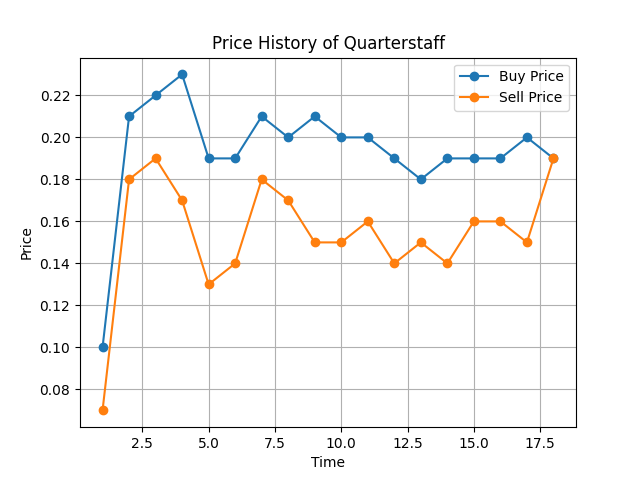 Price History of Quarterstaff
Buy Price
Sell Price
Price
0.22
0.20
0.18
0.16
0.14
0.12
0.10
0.08
2.5 5.0 7.5 10.0 12.5 15.0 17.5
Time